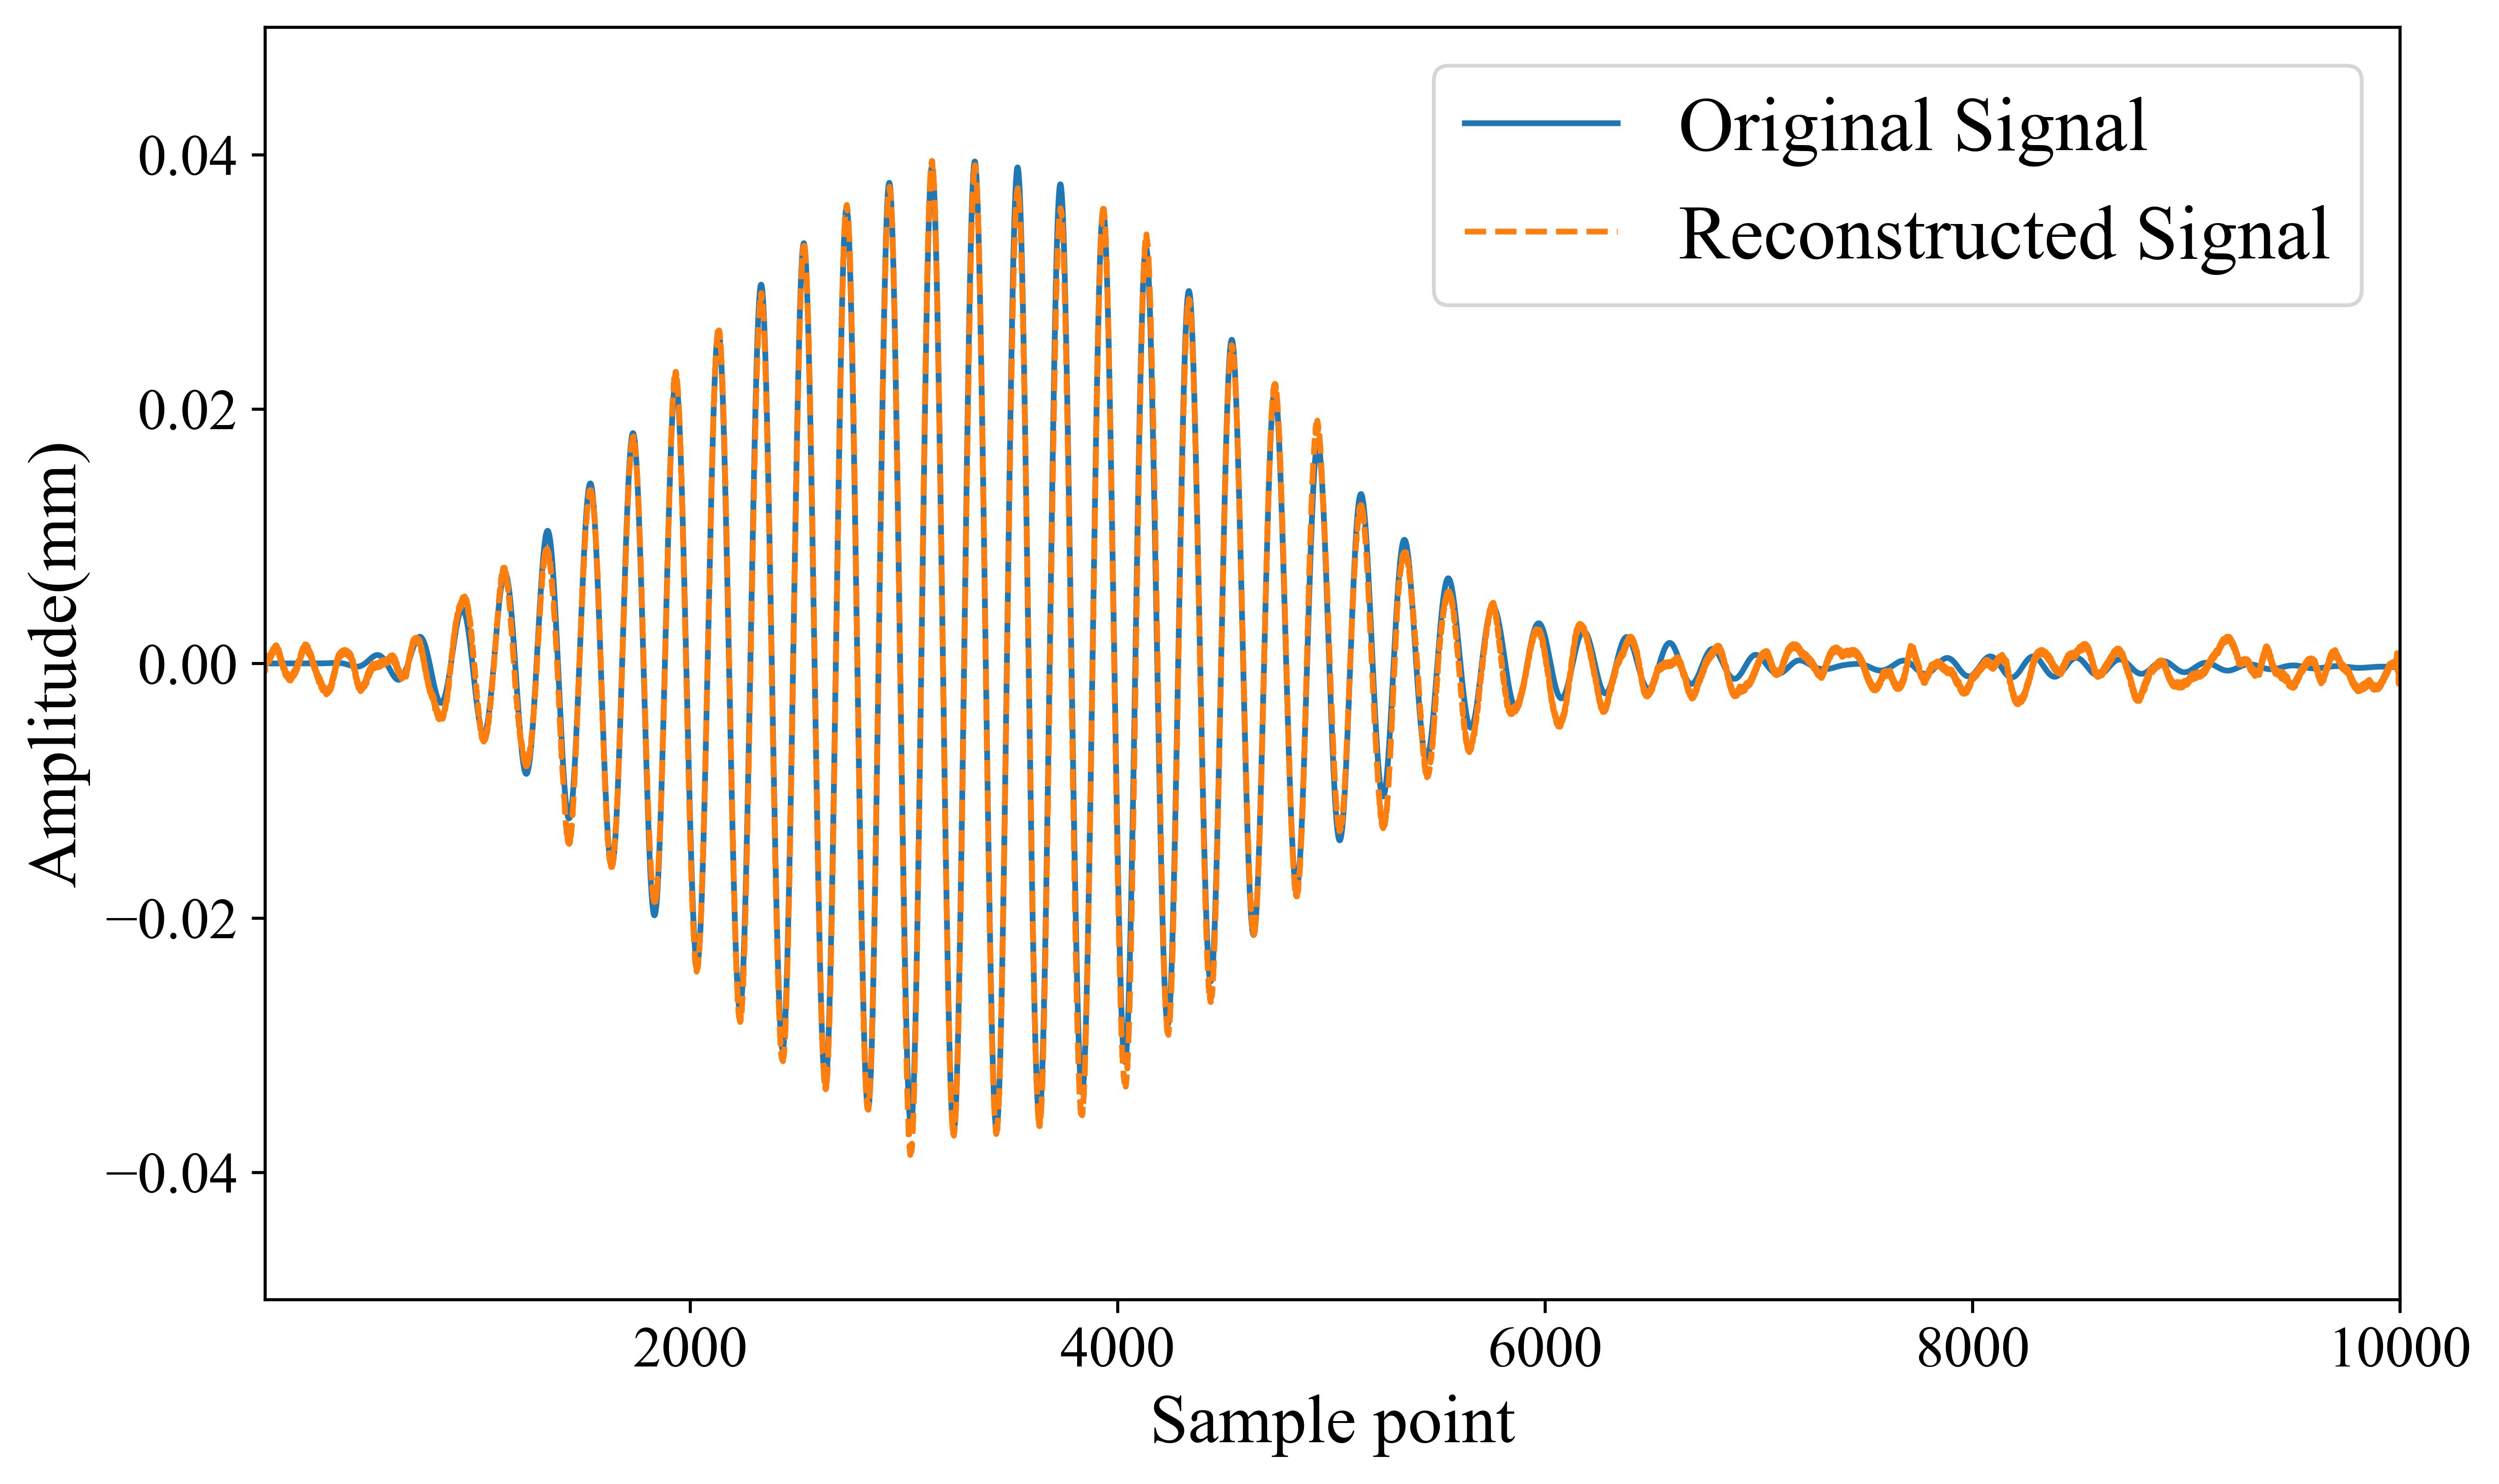 Original Signal
Reconstructed Signal
0.04
0.02
0.00
−0.02
−0.04
Amplitude(mm)
2000 4000 6000 8000 10000
Sample point